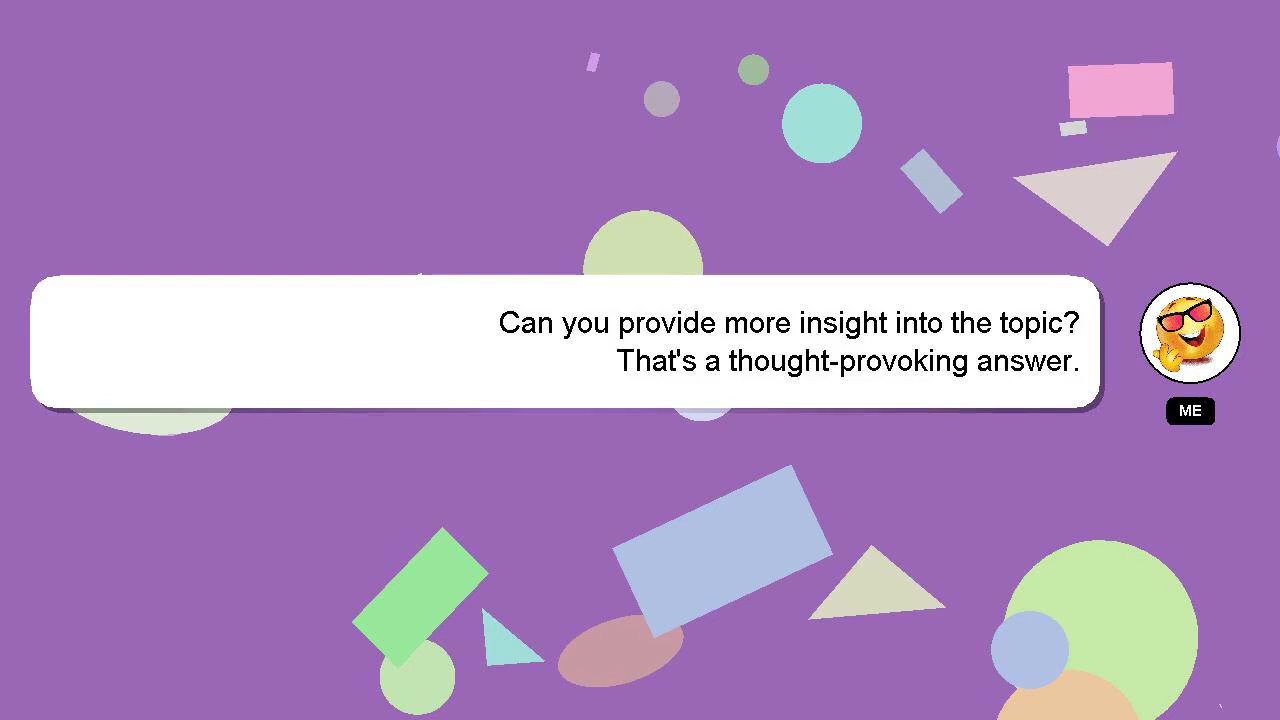 Can you provide more insight into the topic?
That's a thought-provoking answer.
ME